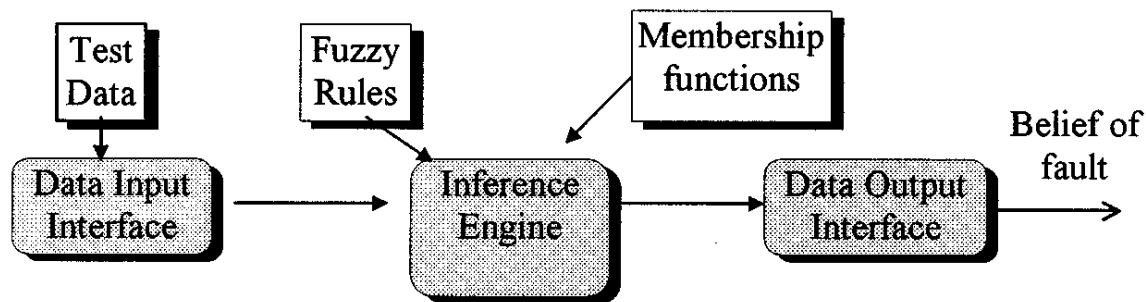 Test
Data
Fuzzy
Rules
Membership
functions
Belief of
fault
Data Input
Interface
Inference
Engine
Data Output
Interface